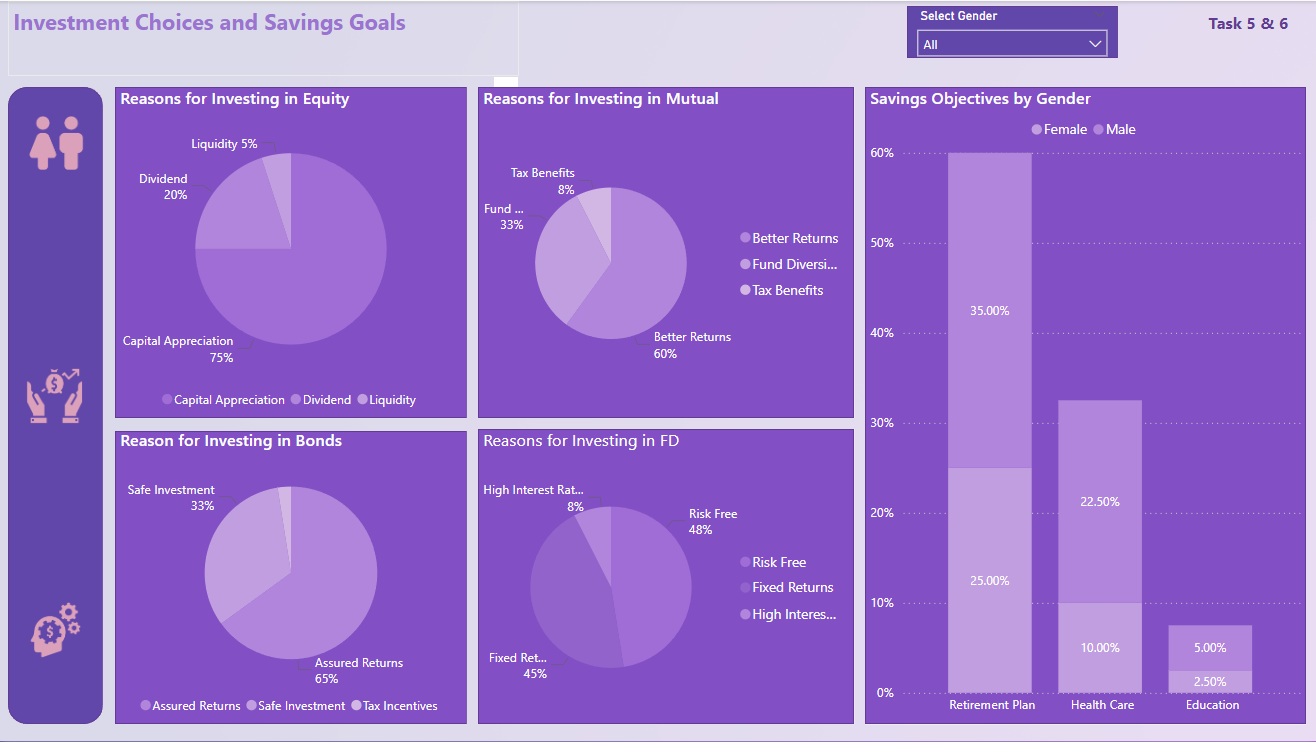 Investment Choices and Savings Goals
Select Gender
All
Task 5 & 6
Reasons for Investing in Equity
Liquidity 5%
Dividend
20%
Capital Appreciation
75%
Capital Appreciation Dividend Liquidity
Reasons for Investing in Mutual
Tax Benefits
8%
Fund ...
33%
Better Returns
60%
Better Returns
Fund Diversi...
Tax Benefits
Savings Objectives by Gender
Female Male
60%
50%
40%
30%
20%
10%
0%
35.00%
25.00%
22.50%
10.00%
5.00%
2.50%
Retirement Plan Health Care Education
Reason for Investing in Bonds
Safe Investment
33%
Assured Returns
65%
Assured Returns Safe Investment Tax Incentives
Reasons for Investing in FD
High Interest Rat...
8%
Risk Free
48%
Fixed Ret...
45%
Risk Free
Fixed Returns
High Interes...
$
$